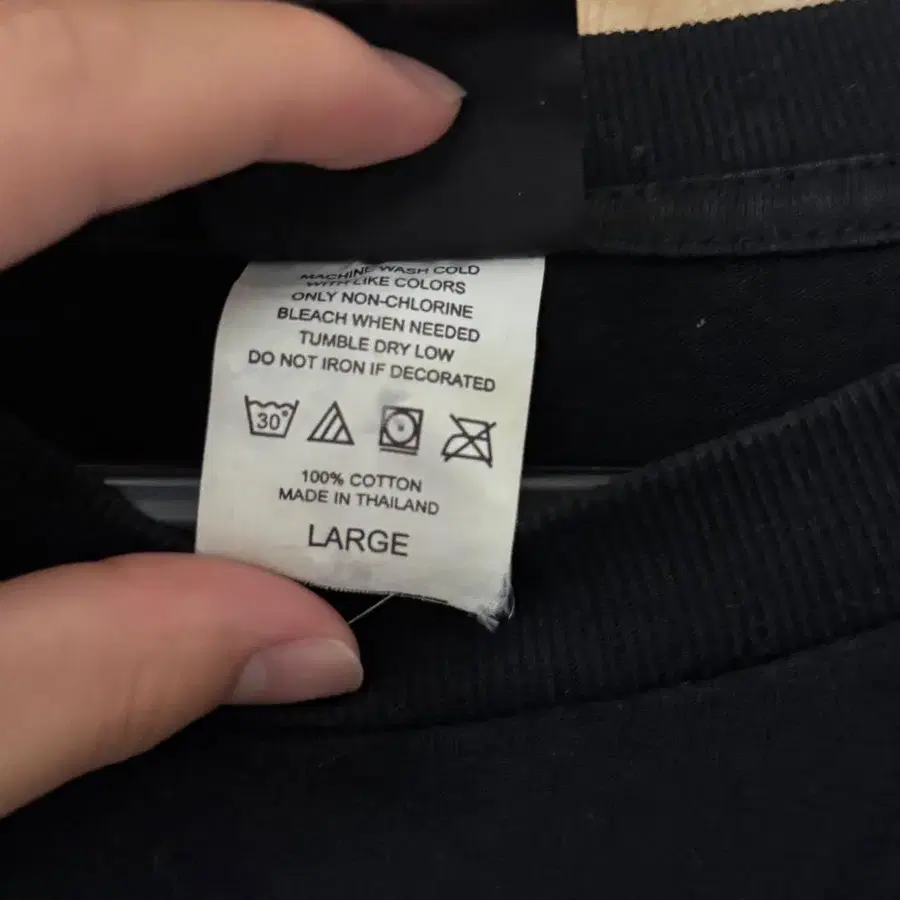 MACHINE WASH COLD
WITH LIKE COLORS
ONLY NON-CHLORINE
BLEACH WHEN NEEDED
TUMBLE DRY LOW
DO NOT IRON IF DECORATED
30°
100% COTTON
MADE IN THAILAND
LARGE